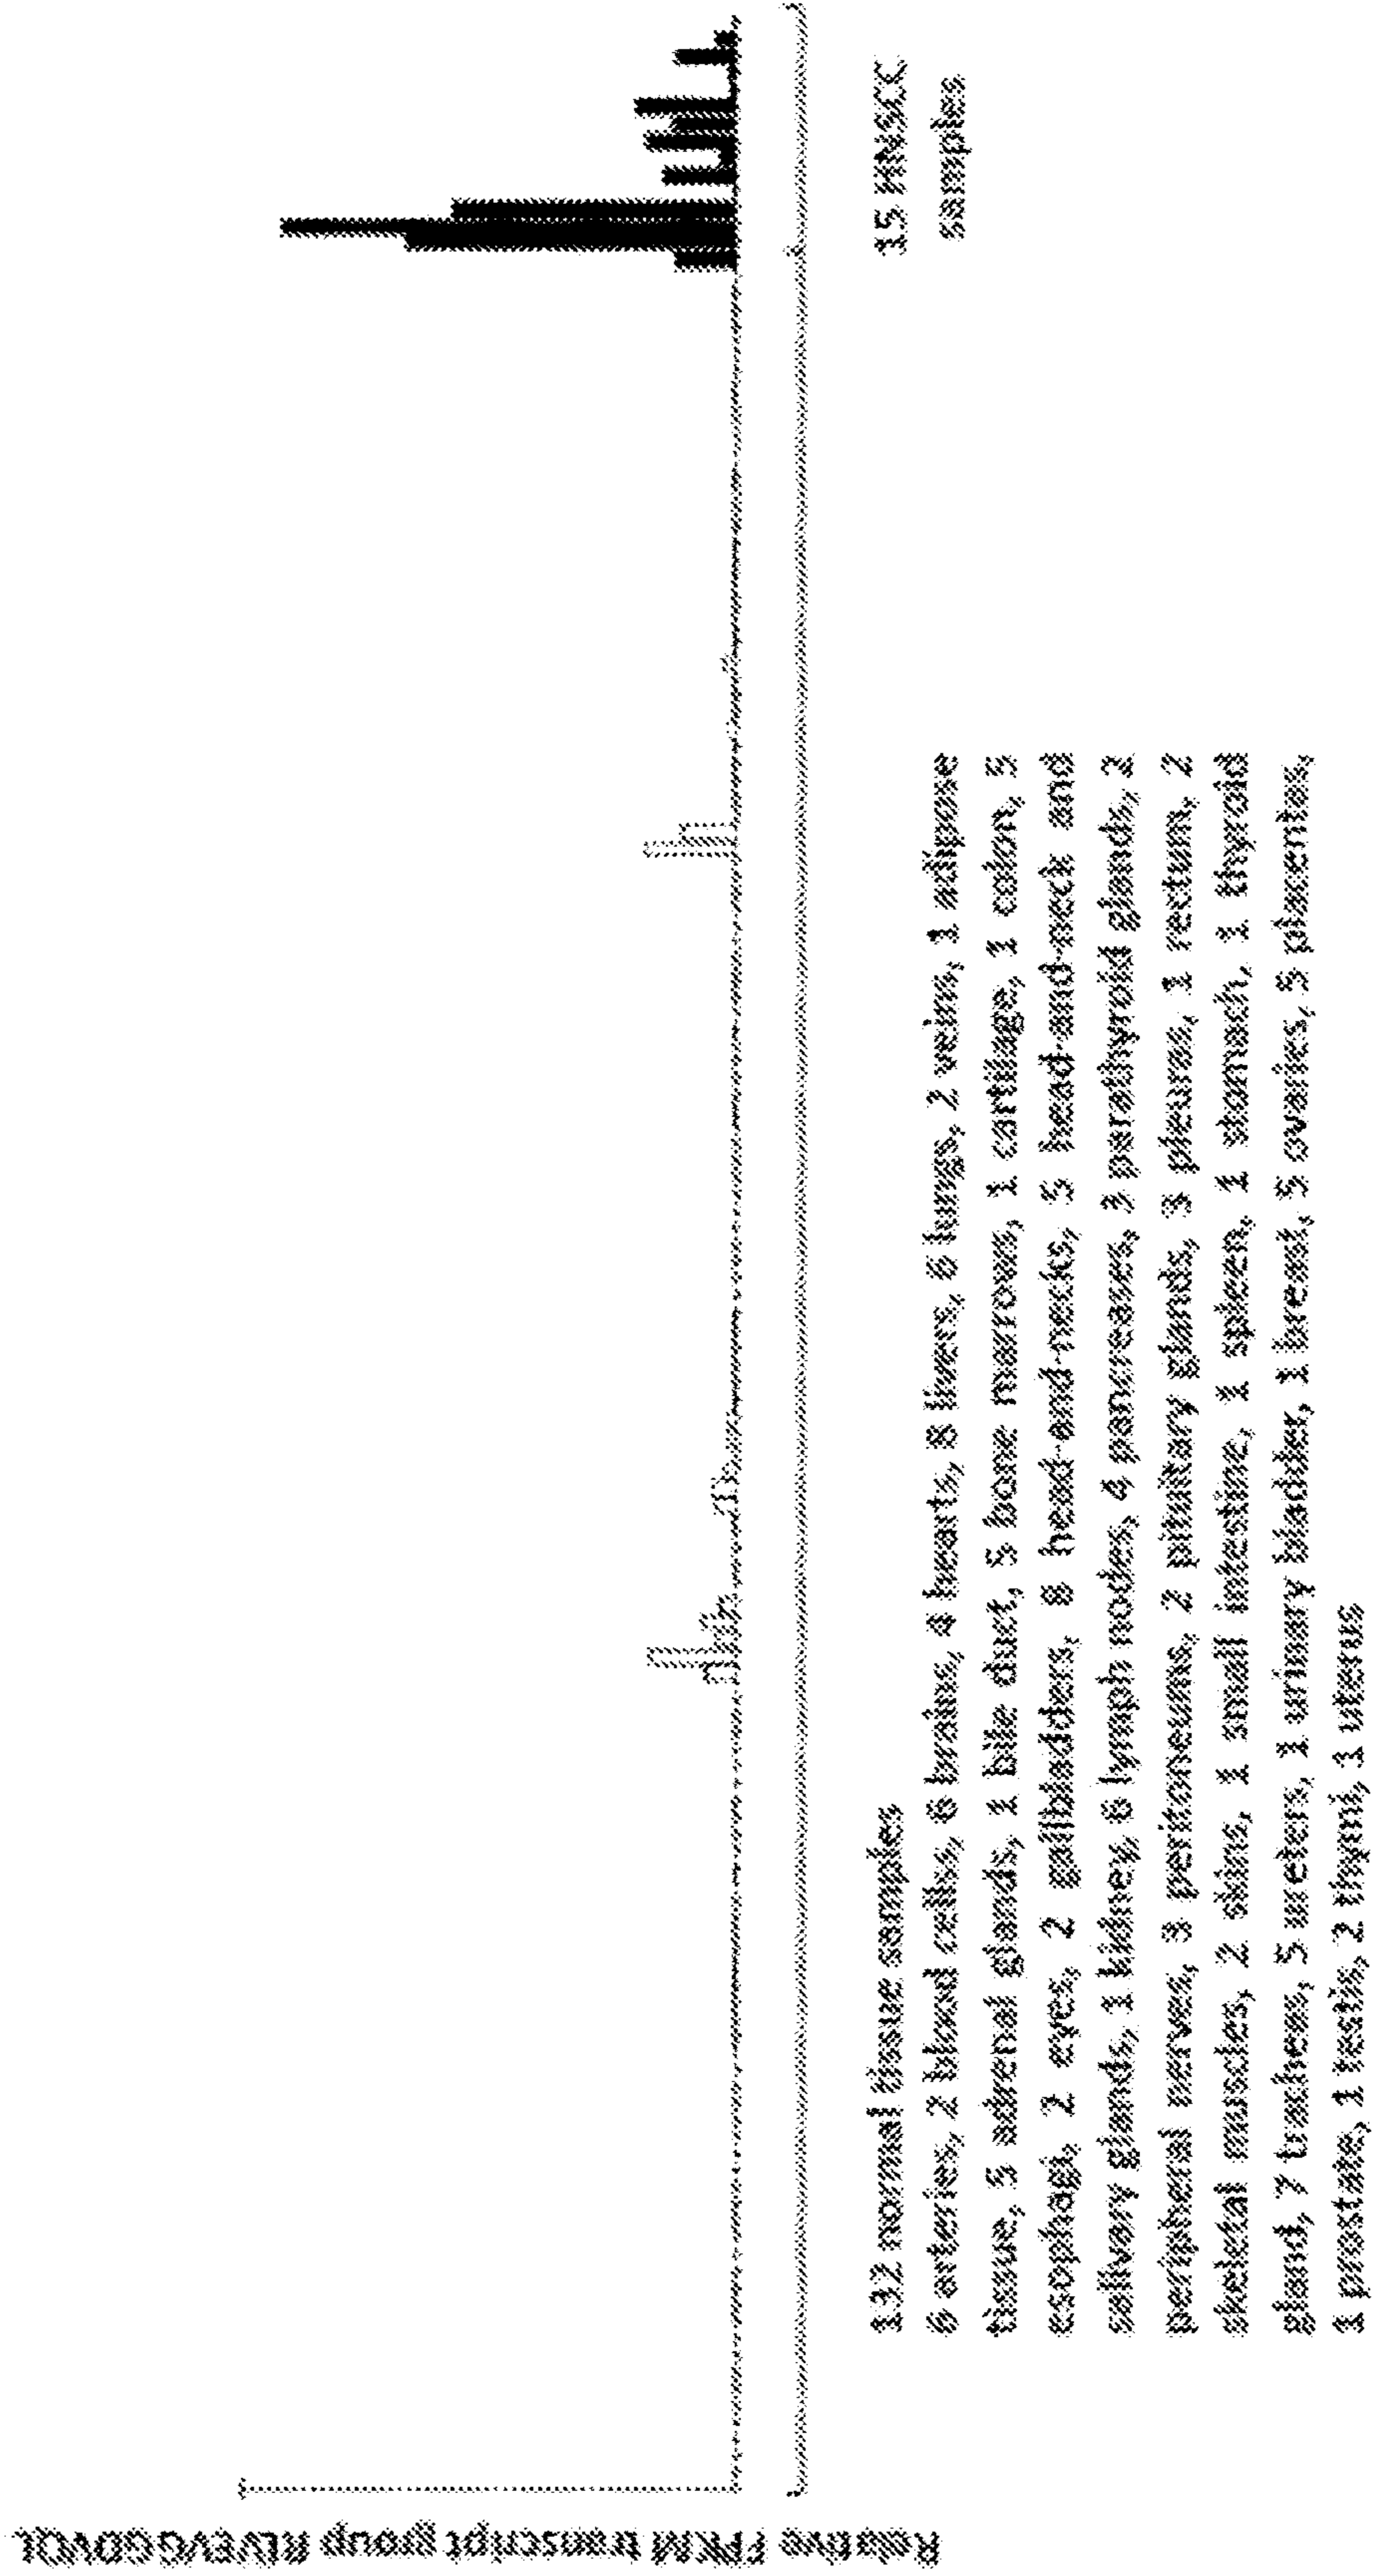 Relative FPKM transcript group RLVEVGGDVQL
132 normal tissue samples
6 arteries, 2 blood cells, 6 brains, 4 hearts, 8 livers, 6 lungs, 2 veins, 1 adipose
tissue, 5 adrenal glands, 1 bile duct, 5 bone marrows, 1 cartilage, 1 colon, 5
esophagi, 2 eyes, 2 gallbladders, 8 head-and-necks, 5 head-and-neck and
salivary glands, 1 kidney, 6 lymph nodes, 4 pancreases, 3 parathyroid glands, 2
peripheral nerves, 3 peritoneums, 2 pituitary glands, 3 pleuras, 1 rectum, 2
skeletal muscles, 2 skins, 1 small intestine, 1 spleen, 1 stomach, 1 thyroid
gland, 7 tracheas, 5 ureters, 1 urinary bladder, 1 breast, 5 ovaries, 5 placentas,
1 prostate, 1 testis, 2 thymi, 1 uterus
15 HNSCC
samples